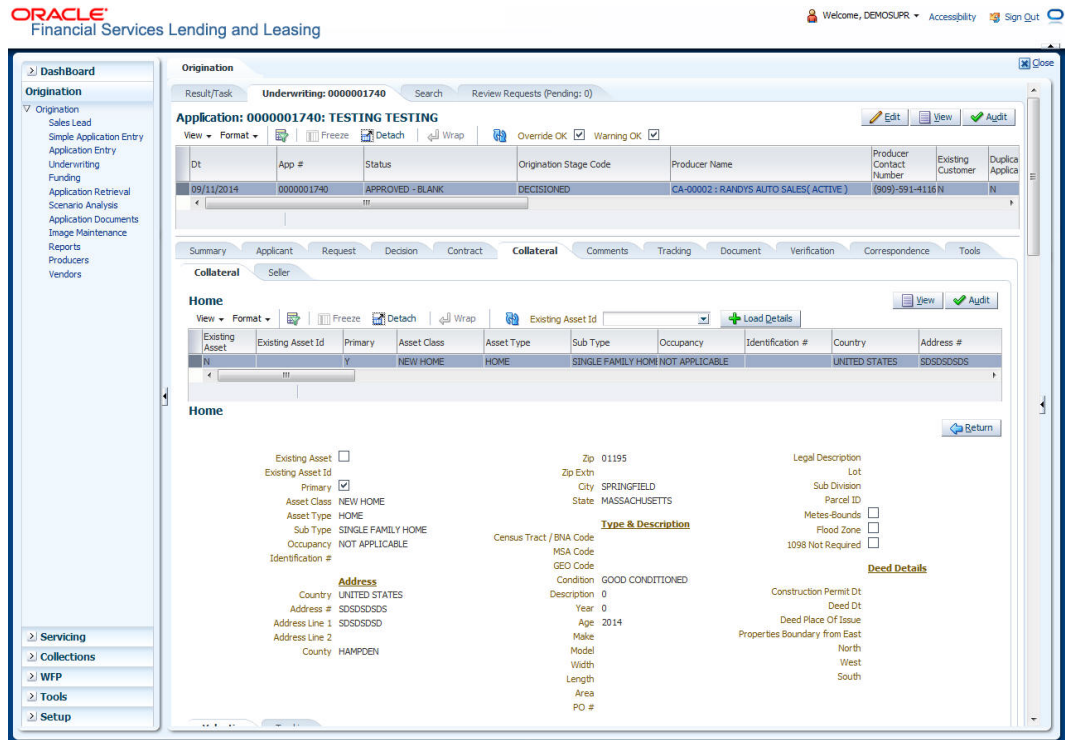 ORACLE
Financial Services Lending and Leasing
Welcome, DEMOSUPR
Accessibility
Sign Out
Close
DashBoard
Origination
Origination
Sales Lead
Simple Application Entry
Application Entry
Underwriting
Funding
Application Retrieval
Scenario Analysis
Application Documents
Image Maintenance
Reports
Producers
Vendors
Servicing
Collections
WFP
Tools
Setup
Origination
Result/Task
Underwriting: 0000001740
Search
Review Requests (Pending: 0)
Application: 0000001740: TESTING TESTING
Edit
View
Audit
View Format Freeze Detach Wrap Override OK Warning OK
Dt App # Status Origination Stage Code Producer Name Producer Contact Number Existing Customer Duplica Applica
09/11/2014 0000001740 APPROVED - BLANK DECISIONED CA-00002 : RANDYS AUTO SALES( ACTIVE ) (909)-591-4116 N N
Summary Applicant Request Decision Contract Collateral Comments Tracking Document Verification Correspondence Tools
Collateral Seller
Home
View Audit
View Format Freeze Detach Wrap Existing Asset Id Load Details
Existing Asset Existing Asset Id Primary Asset Class Asset Type Sub Type Occupancy Identification # Country Address #
N Y NEW HOME HOME SINGLE FAMILY HOME NOT APPLICABLE UNITED STATES SDSDSDSDS
Home
Return
Existing Asset
Existing Asset Id
Primary
Asset Class NEW HOME
Asset Type HOME
Sub Type SINGLE FAMILY HOME
Occupancy NOT APPLICABLE
Identification #
Address
Country UNITED STATES
Address # SDSDSDSDS
Address Line 1 SDSDSDSD
Address Line 2
County HAMPDEN
Zip 01195
Zip Extn
City SPRINGFIELD
State MASSACHUSETTS
Type & Description
Census Tract / BNA Code
MSA Code
GEO Code
Condition GOOD CONDITIONED
Description 0
Year 0
Age 2014
Make
Model
Width
Length
Area
PO #
Legal Description
Lot
Sub Division
Parcel ID
Metes-Bounds
Flood Zone
1098 Not Required
Deed Details
Construction Permit Dt
Deed Dt
Deed Place Of Issue
Properties Boundary from East
North
West
South